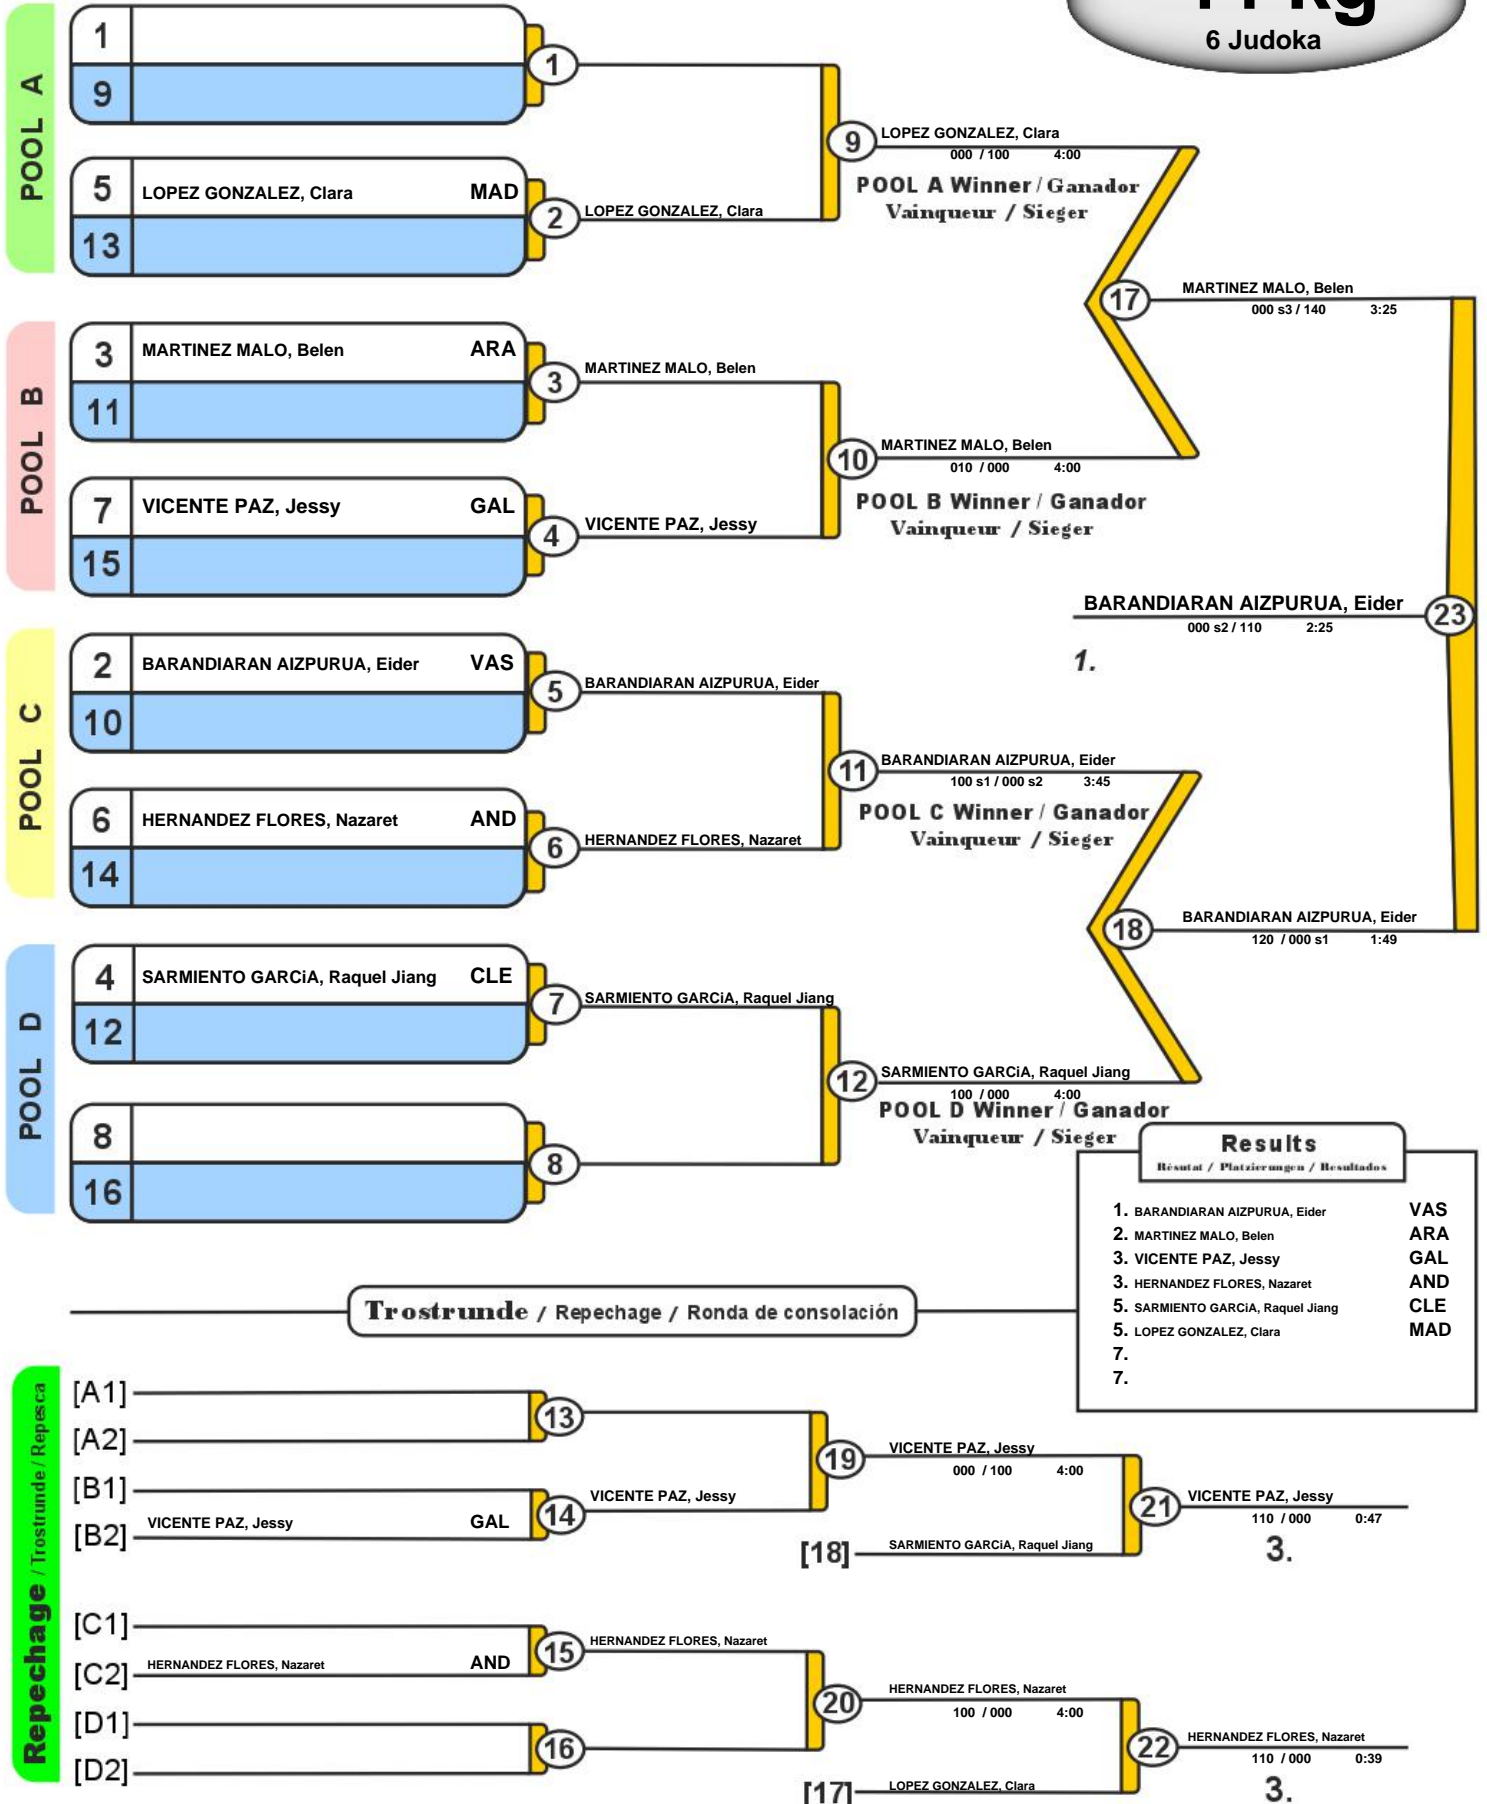 6 Judoka
POOL A
1
9
1
5 LOPEZ GONZALEZ, Clara MAD
13
2
LOPEZ GONZALEZ, Clara
9
LOPEZ GONZALEZ, Clara
000 / 100 4:00
POOL A Winner / Ganador
Vainqueur / Sieger
POOL B
3 MARTINEZ MALO, Belen ARA
11
3
MARTINEZ MALO, Belen
7 VICENTE PAZ, Jessy GAL
15
4
VICENTE PAZ, Jessy
10
MARTINEZ MALO, Belen
010 / 000 4:00
POOL B Winner / Ganador
Vainqueur / Sieger
17
MARTINEZ MALO, Belen
000 s3 / 140 3:25
BARANDIARAN AIZPURUA, Eider
23
000 s2 / 110 2:25
1.
POOL C
2 BARANDIARAN AIZPURUA, Eider VAS
10
5
BARANDIARAN AIZPURUA, Eider
6 HERNANDEZ FLORES, Nazaret AND
14
6
HERNANDEZ FLORES, Nazaret
11
BARANDIARAN AIZPURUA, Eider
100 s1 / 000 s2 3:45
POOL C Winner / Ganador
Vainqueur / Sieger
18
BARANDIARAN AIZPURUA, Eider
120 / 000 s1 1:49
POOL D
4 SARMIENTO GARCiA, Raquel Jiang CLE
12
7
SARMIENTO GARCiA, Raquel Jiang
8
16
8
12
SARMIENTO GARCiA, Raquel Jiang
100 / 000 4:00
POOL D Winner / Ganador
Vainqueur / Sieger
Results
Résutat / Platzierungen / Resultados
1. BARANDIARAN AIZPURUA, Eider VAS
2. MARTINEZ MALO, Belen ARA
3. VICENTE PAZ, Jessy GAL
3. HERNANDEZ FLORES, Nazaret AND
5. SARMIENTO GARCiA, Raquel Jiang CLE
5. LOPEZ GONZALEZ, Clara MAD
7.
7.
Trostrunde / Repechage / Ronda de consolación
Repechage / Trostrunde / Repesca
[A1]
[A2]
13
[B1]
[B2] VICENTE PAZ, Jessy GAL
14
VICENTE PAZ, Jessy
19
VICENTE PAZ, Jessy
000 / 100 4:00
[18] SARMIENTO GARCiA, Raquel Jiang
21
VICENTE PAZ, Jessy
110 / 000 0:47
3.
[C1]
[C2] HERNANDEZ FLORES, Nazaret AND
15
HERNANDEZ FLORES, Nazaret
[D1]
[D2]
16
20
HERNANDEZ FLORES, Nazaret
100 / 000 4:00
[17] LOPEZ GONZALEZ, Clara
22
HERNANDEZ FLORES, Nazaret
110 / 000 0:39
3.